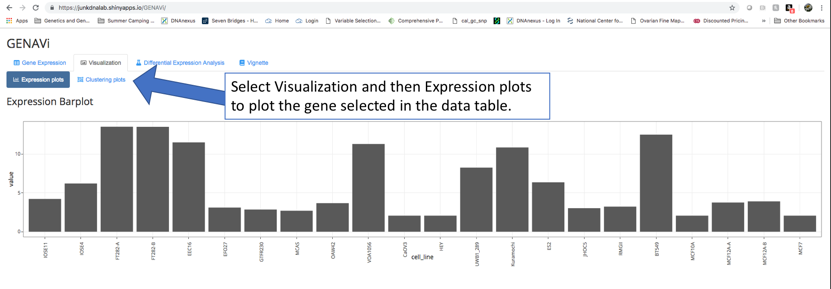 https://junkdnalab.shinyapps.io/GENAVi/
Apps Genetics and Gen... Summer Camping ... DNAnexus Seven Bridges - H... Home Login Variable Selection... Comprehensive P... cal_gc_snp DNAnexus - Log In National Center fo... Ovarian Fine Map... Discounted Pricin... » Other Bookmarks
GENAVi
Gene Expression Visualization Differential Expression Analysis Vignette
Expression plots Clustering plots
Select Visualization and then Expression plots
to plot the gene selected in the data table.
Expression Barplot
value
10
5
0
IOSE11 IOSE4 FT282-A FT282-B EEC16 EFO27 GTFR230 MCAS OAW42 VOA1056 CaOV3 HEY UWB1_289 Kuramochi ES2 JHOC5 RMGII BT549 MCF10A MCF12A-A MCF12A-B MCF7
cell_line